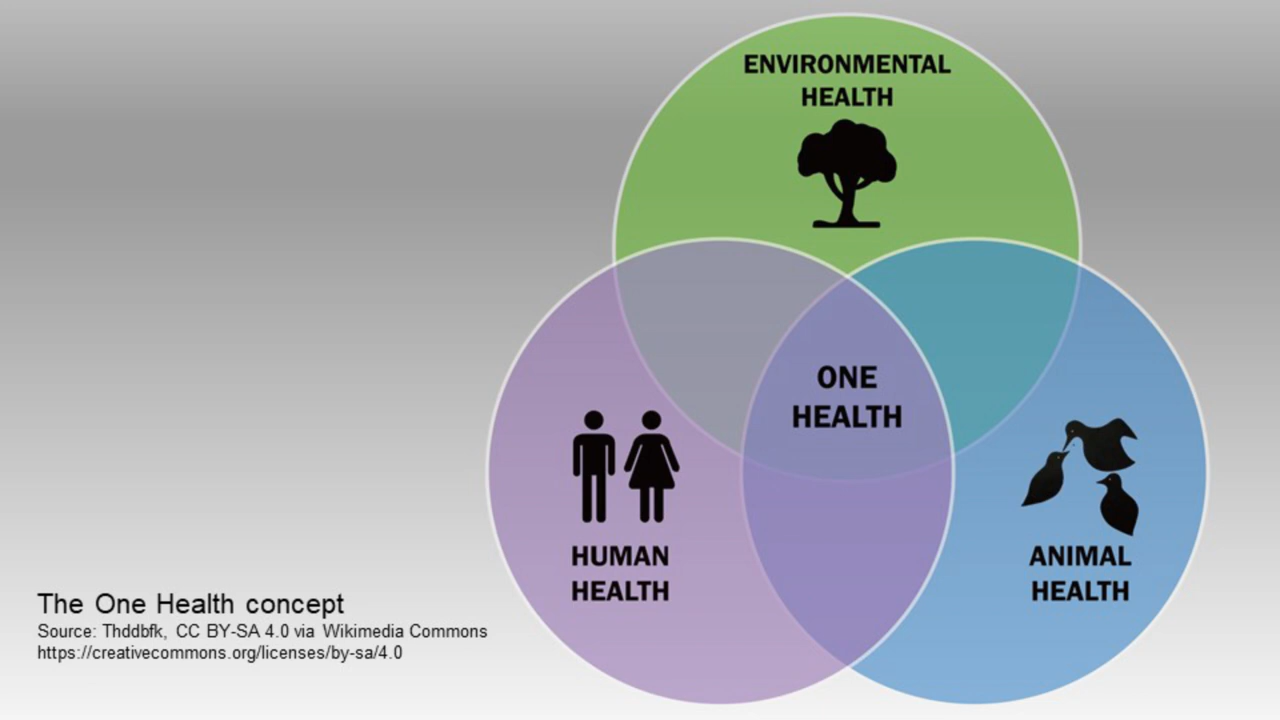 ENVIRONMENTAL
HEALTH
ONE
HEALTH
HUMAN
HEALTH
ANIMAL
HEALTH
The One Health concept
Source: Thddbfk, CC BY-SA 4.0 via Wikimedia Commons
https://creativecommons.org/licenses/by-sa/4.0